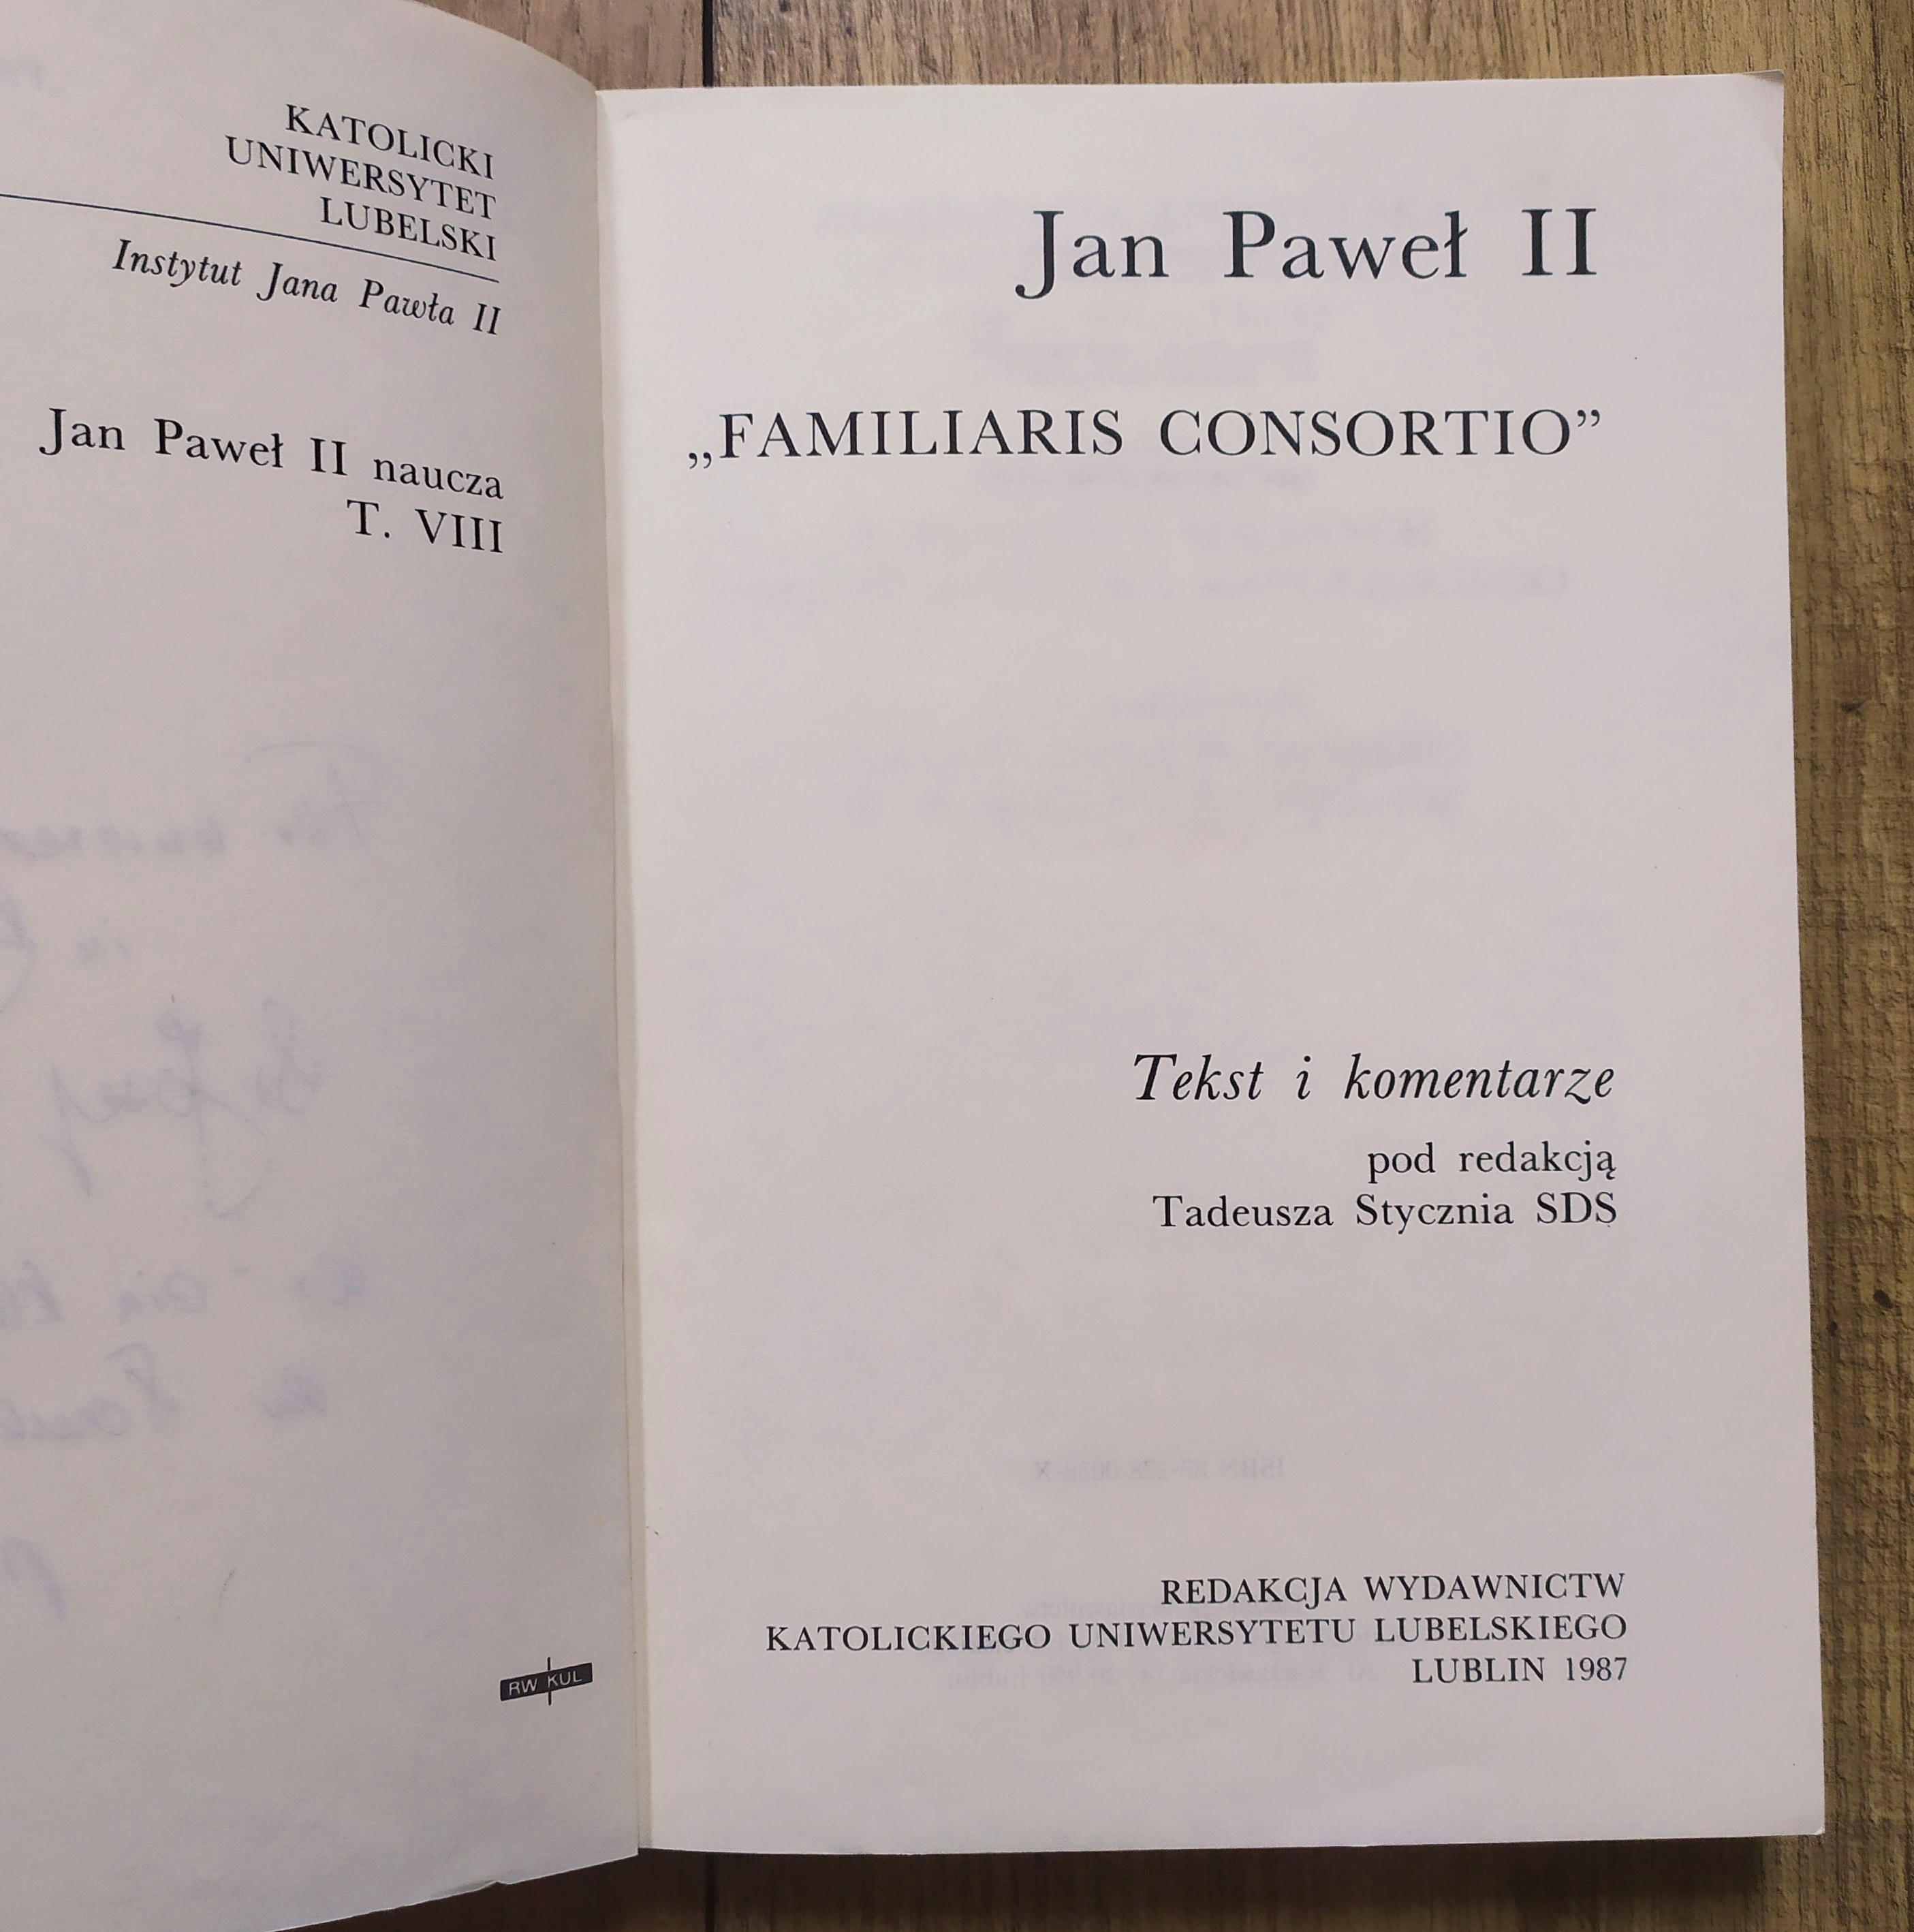 KATOLICKI
UNIWERSYTET
LUBELSKI
Instytut Jana Pawła II
Jan Paweł II naucza
T. VIII
RW KUL
Jan Paweł II
„FAMILIARIS CONSORTIO”
Tekst i komentarze
pod redakcją
Tadeusza Stycznia SDS
REDAKCJA WYDAWNICTW
KATOLICKIEGO UNIWERSYTETU LUBELSKIEGO
LUBLIN 1987